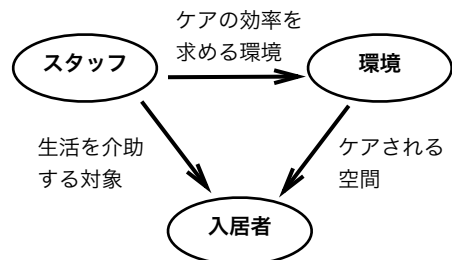 ケアの効率を
求める環境
スタッフ
環境
生活を介助
する対象
ケアされる
空間
入居者